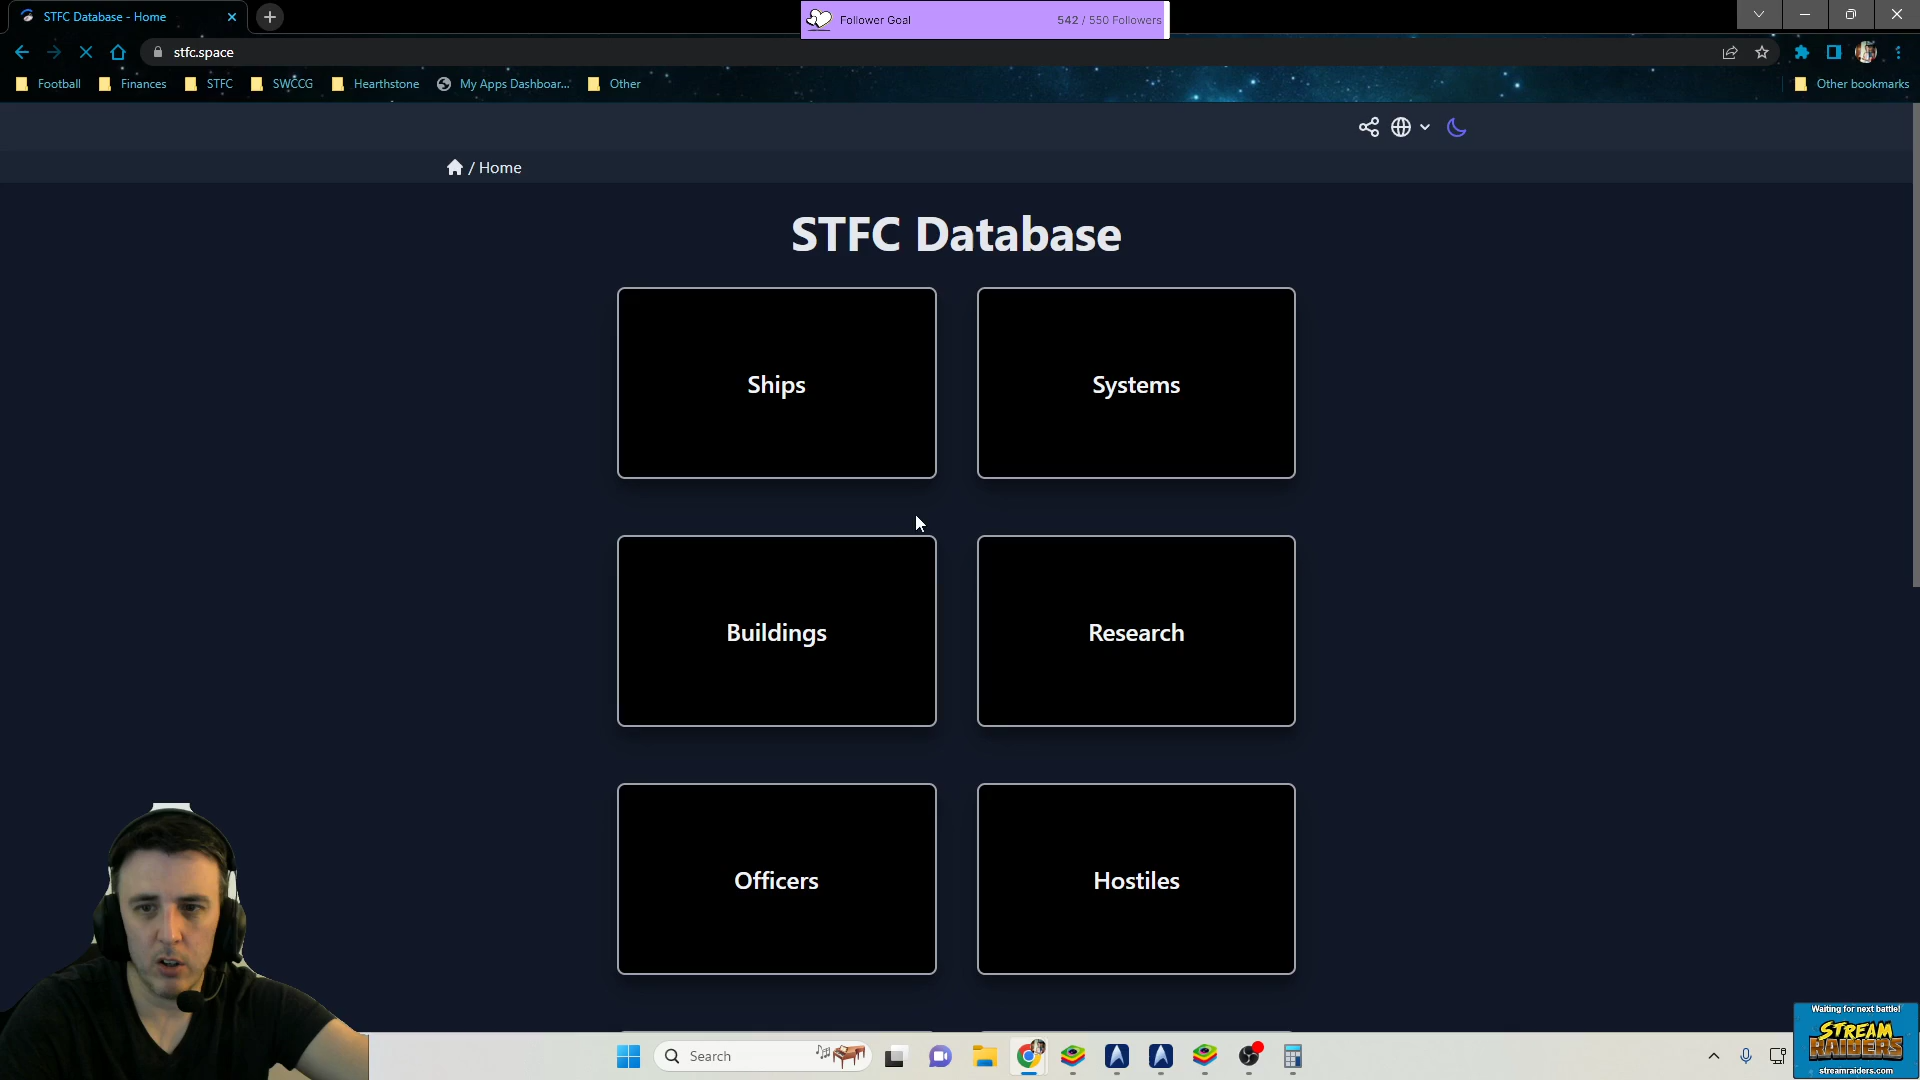 STFC Database - Home
Follower Goal 542 / 550 Followers
stfc.space
Football Finances STFC SWCCG Hearthstone My Apps Dashboar... Other Other bookmarks
/ Home
STFC Database
Ships Systems
Buildings Research
Officers Hostiles
Search
Waiting for next battle!
STREAM
RAIDERS
streamraiders.com